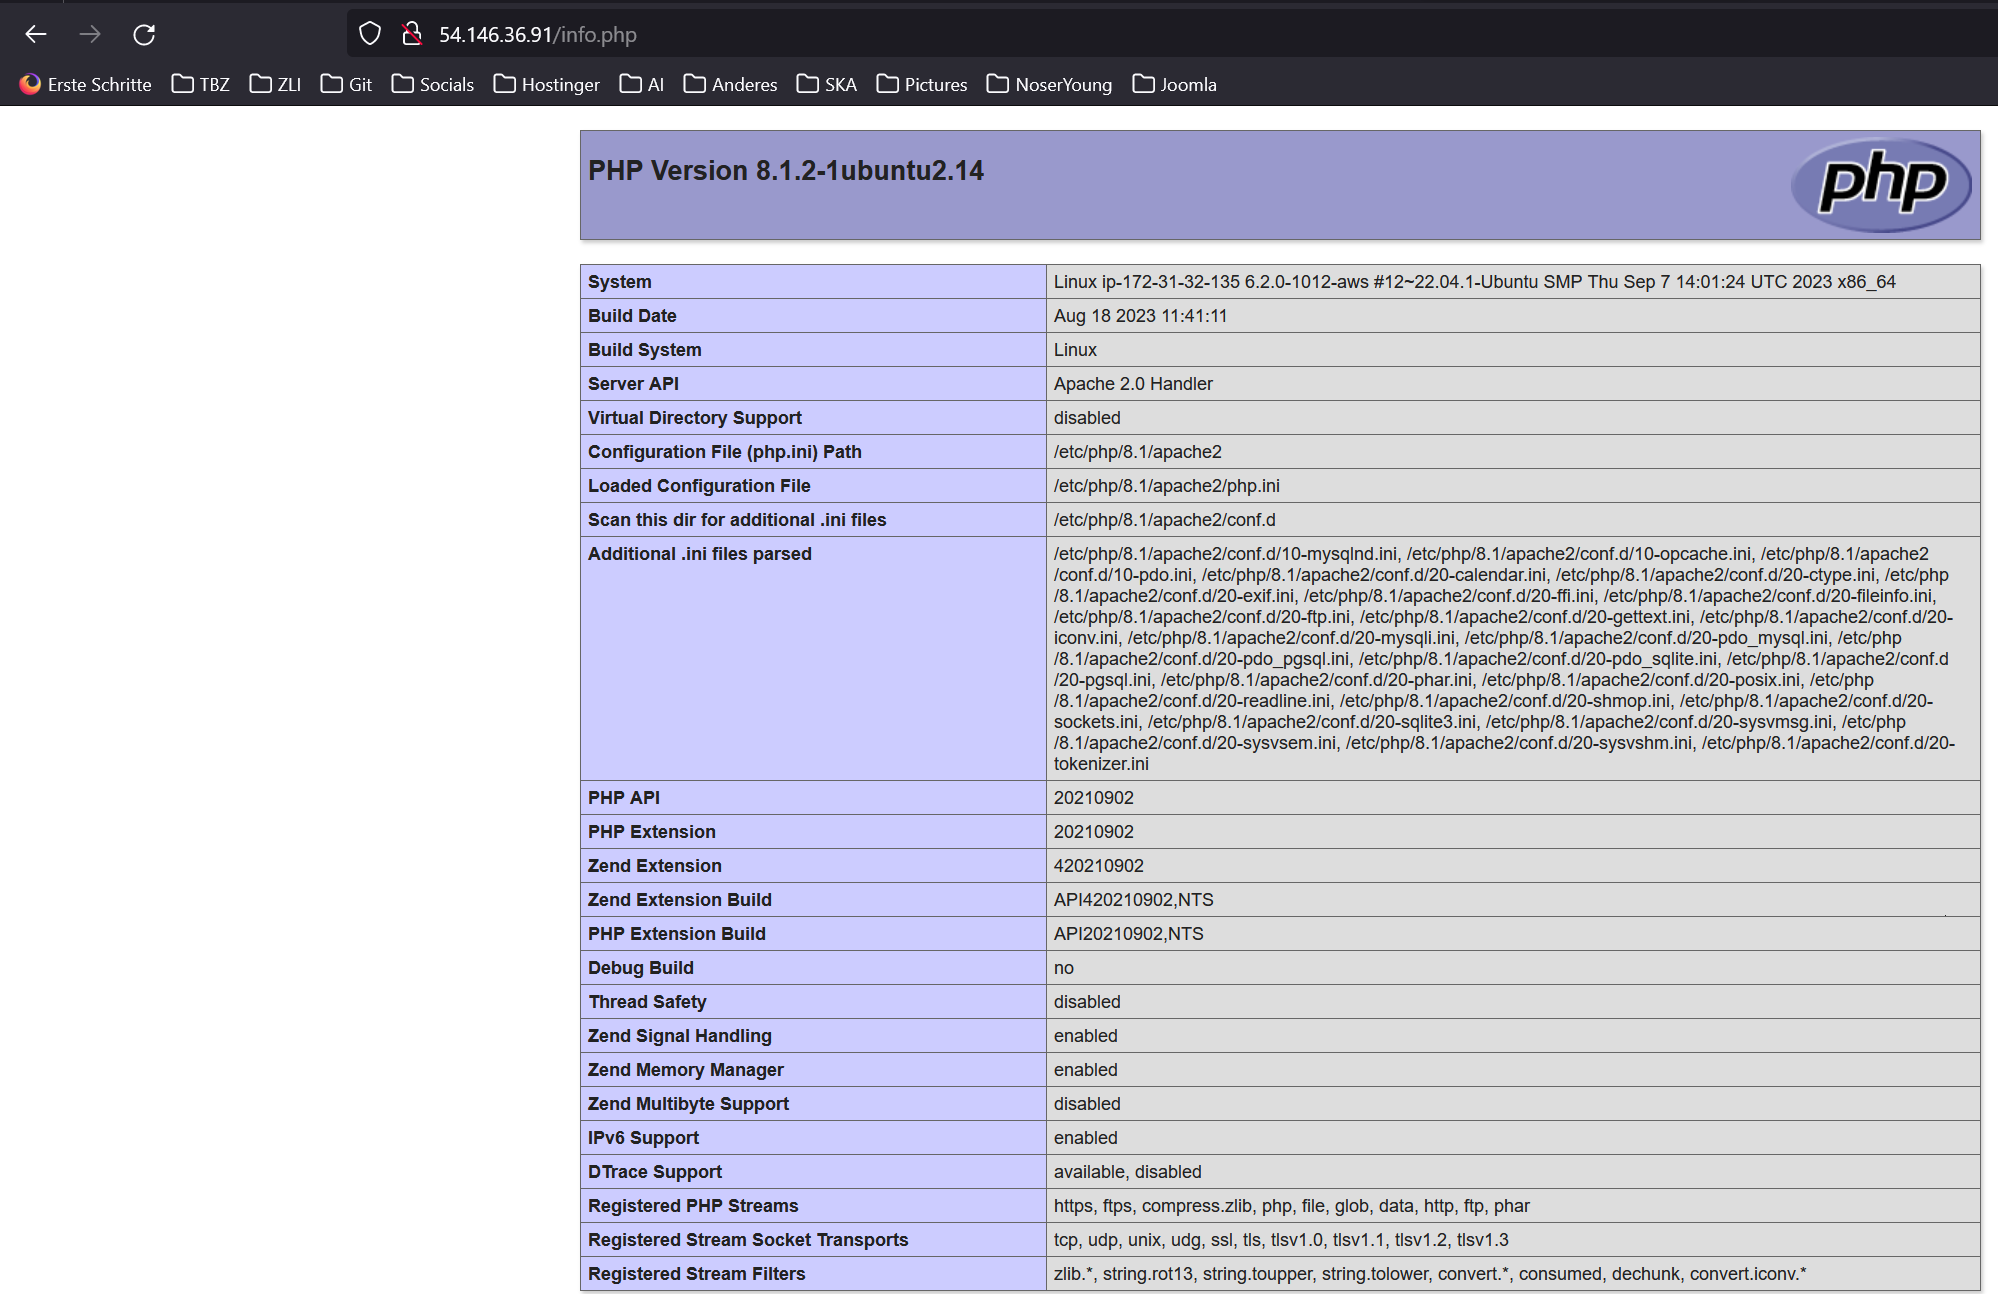 54.146.36.91/info.php
Erste Schritte TBZ ZLI Git Socials Hostinger AI Anderes SKA Pictures NoserYoung Joomla
PHP Version 8.1.2-1ubuntu2.14
php
System Linux ip-172-31-32-135 6.2.0-1012-aws #12~22.04.1-Ubuntu SMP Thu Sep 7 14:01:24 UTC 2023 x86_64
Build Date Aug 18 2023 11:41:11
Build System Linux
Server API Apache 2.0 Handler
Virtual Directory Support disabled
Configuration File (php.ini) Path /etc/php/8.1/apache2
Loaded Configuration File /etc/php/8.1/apache2/php.ini
Scan this dir for additional .ini files /etc/php/8.1/apache2/conf.d
Additional .ini files parsed /etc/php/8.1/apache2/conf.d/10-mysqlnd.ini, /etc/php/8.1/apache2/conf.d/10-opcache.ini, /etc/php/8.1/apache2
/conf.d/10-pdo.ini, /etc/php/8.1/apache2/conf.d/20-calendar.ini, /etc/php/8.1/apache2/conf.d/20-ctype.ini, /etc/php
/8.1/apache2/conf.d/20-exif.ini, /etc/php/8.1/apache2/conf.d/20-ffi.ini, /etc/php/8.1/apache2/conf.d/20-fileinfo.ini,
/etc/php/8.1/apache2/conf.d/20-ftp.ini, /etc/php/8.1/apache2/conf.d/20-gettext.ini, /etc/php/8.1/apache2/conf.d/20-
iconv.ini, /etc/php/8.1/apache2/conf.d/20-mysqli.ini, /etc/php/8.1/apache2/conf.d/20-pdo_mysql.ini, /etc/php
/8.1/apache2/conf.d/20-pdo_pgsql.ini, /etc/php/8.1/apache2/conf.d/20-pdo_sqlite.ini, /etc/php/8.1/apache2/conf.d
/20-pgsql.ini, /etc/php/8.1/apache2/conf.d/20-phar.ini, /etc/php/8.1/apache2/conf.d/20-posix.ini, /etc/php
/8.1/apache2/conf.d/20-readline.ini, /etc/php/8.1/apache2/conf.d/20-shmop.ini, /etc/php/8.1/apache2/conf.d/20-
sockets.ini, /etc/php/8.1/apache2/conf.d/20-sqlite3.ini, /etc/php/8.1/apache2/conf.d/20-sysvmsg.ini, /etc/php
/8.1/apache2/conf.d/20-sysvsem.ini, /etc/php/8.1/apache2/conf.d/20-sysvshm.ini, /etc/php/8.1/apache2/conf.d/20-
tokenizer.ini
PHP API 20210902
PHP Extension 20210902
Zend Extension 420210902
Zend Extension Build API420210902,NTS
PHP Extension Build API20210902,NTS
Debug Build no
Thread Safety disabled
Zend Signal Handling enabled
Zend Memory Manager enabled
Zend Multibyte Support disabled
IPv6 Support enabled
DTrace Support available, disabled
Registered PHP Streams https, ftps, compress.zlib, php, file, glob, data, http, ftp, phar
Registered Stream Socket Transports tcp, udp, unix, udg, ssl, tls, tlsv1.0, tlsv1.1, tlsv1.2, tlsv1.3
Registered Stream Filters zlib.*, string.rot13, string.toupper, string.tolower, convert.*, consumed, dechunk, convert.iconv.*